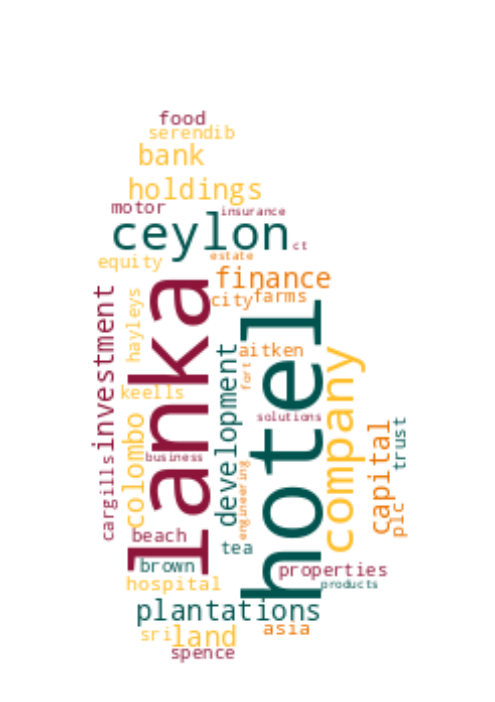 food
serendib
bank
holdings
motor
insurance
ceylon
ct
estate
equity
finance
city
farms
investment
hayleys
lanka
hotel
development
aitken
fort
company
keells
colombo
solutions
capital
trust
cargills
business
engineering
plc
beach
tea
brown
properties
hospital
products
plantations
asia
sri
land
spence